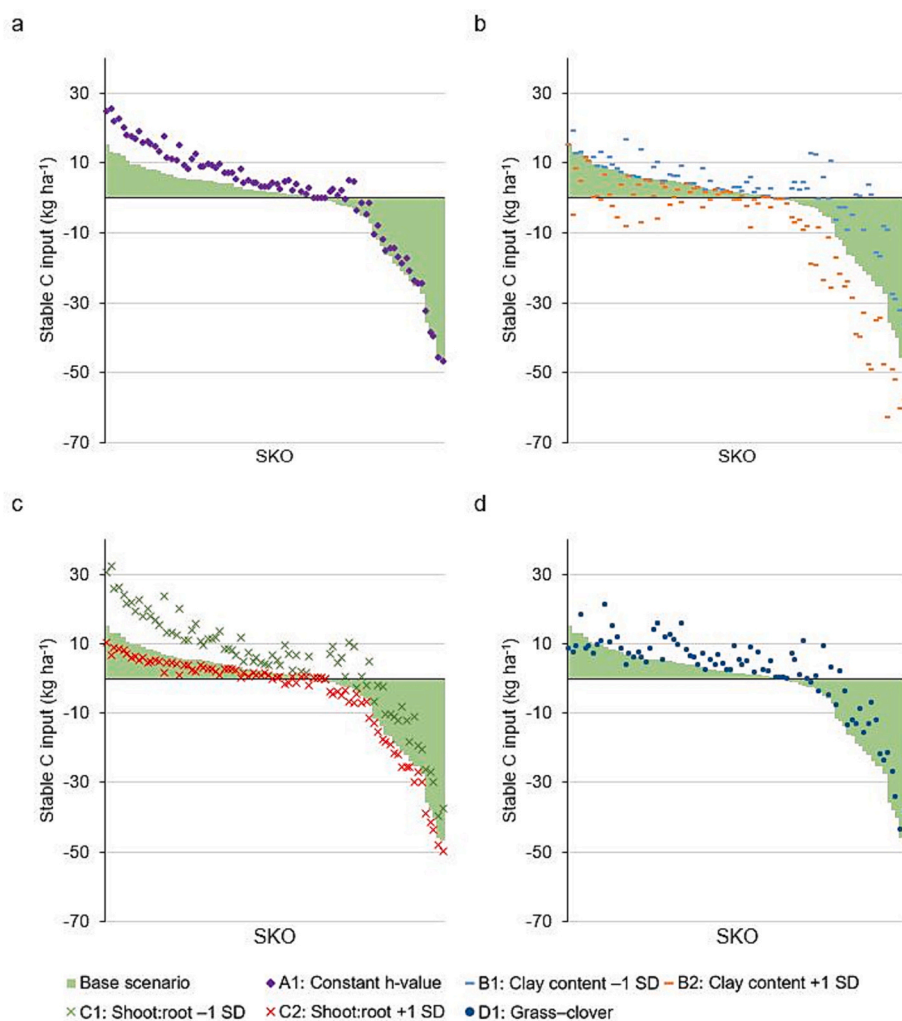 a
b
30
10
-10
-30
-50
-70
Stable C input (kg ha⁻¹)
SKO
30
10
-10
-30
-50
-70
Stable C input (kg ha⁻¹)
SKO
c
d
30
10
-10
-30
-50
-70
Stable C input (kg ha⁻¹)
SKO
30
10
-10
-30
-50
-70
Stable C input (kg ha⁻¹)
SKO
Base scenario A1: Constant h-value B1: Clay content –1 SD B2: Clay content +1 SD
C1: Shoot:root –1 SD C2: Shoot:root +1 SD D1: Grass–clover